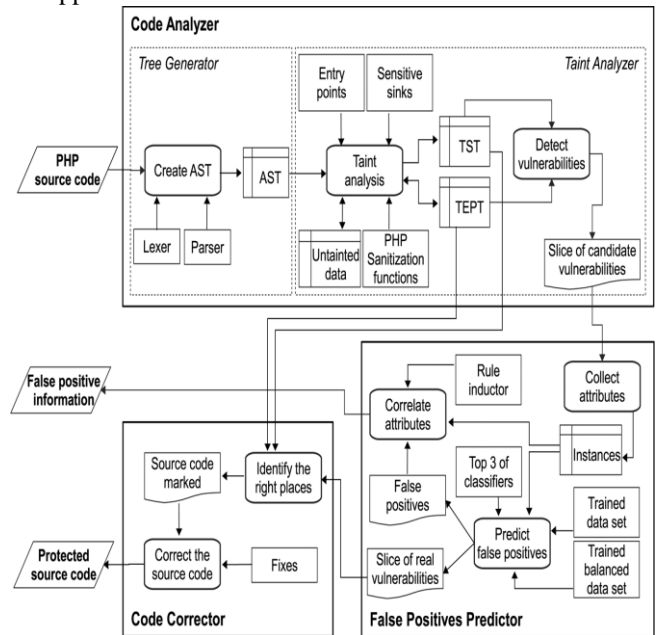 Code Analyzer
Tree Generator
Taint Analyzer
Entry
points
Sensitive
sinks
PHP
source code
Create AST
AST
Taint
analysis
TST
TEPT
Detect
vulnerabilities
Lexer
Parser
Untainted
data
PHP
Sanitization
functions
Slice of candidate
vulnerabilities
False positive
information
Correlate
attributes
Rule
inductor
Collect
attributes
Source code
marked
Identify the
right places
False
positives
Top 3 of
classifiers
Instances
Protected
source code
Correct the
source code
Fixes
Slice of real
vulnerabilities
Predict
false positives
Trained
data set
Trained
balanced
data set
Code Corrector
False Positives Predictor